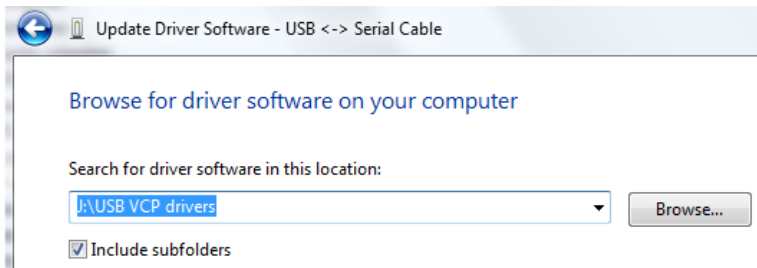 Update Driver Software - USB <-> Serial Cable
Browse for driver software on your computer
Search for driver software in this location:
J:\USB VCP drivers
Browse...
Include subfolders